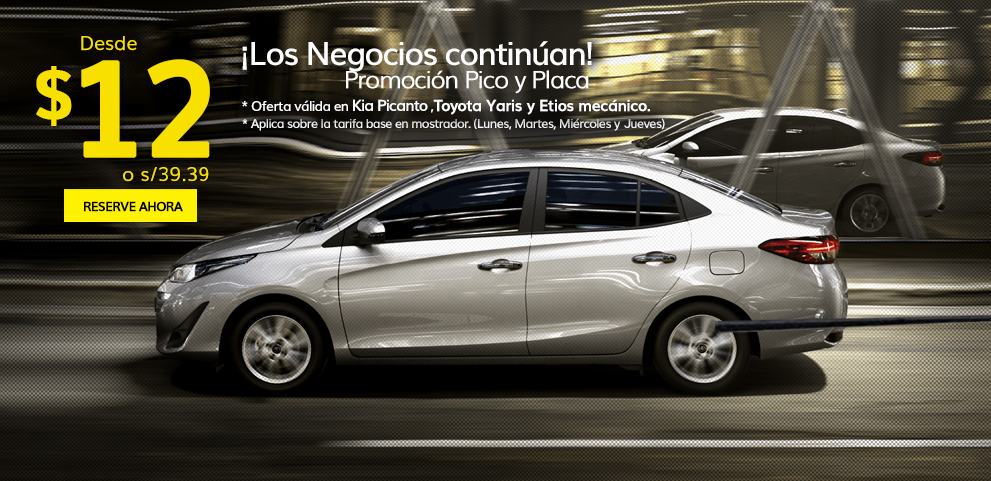 Desde
$12
o s/39.39
RESERVE AHORA
¡Los Negocios continúan!
Promoción Pico y Placa
* Oferta válida en Kia Picanto ,Toyota Yaris y Etios mecánico.
* Aplica sobre la tarifa base en mostrador. (Lunes, Martes, Miércoles y Jueves)